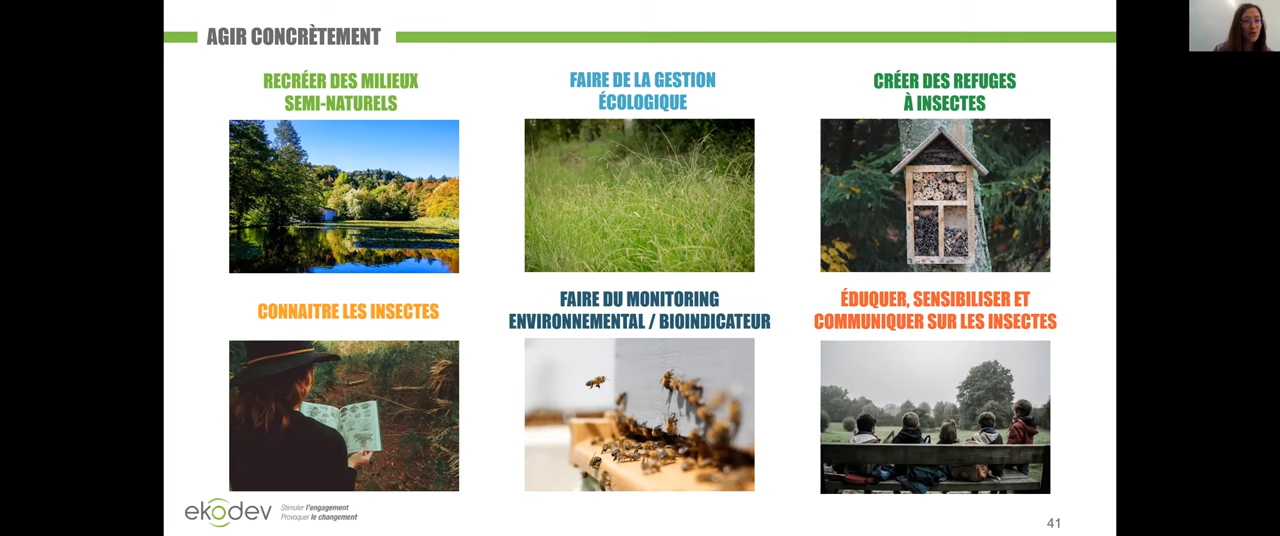 AGIR CONCRÈTEMENT
RECRÉER DES MILIEUX
SEMI-NATURELS
FAIRE DE LA GESTION
ÉCOLOGIQUE
CRÉER DES REFUGES
À INSECTES
CONNAITRE LES INSECTES
FAIRE DU MONITORING
ENVIRONNEMENTAL / BIOINDICATEUR
ÉDUQUER, SENSIBILISER ET
COMMUNIQUER SUR LES INSECTES
ekodev
Stimuler l'engagement
Provoquer le changement
41